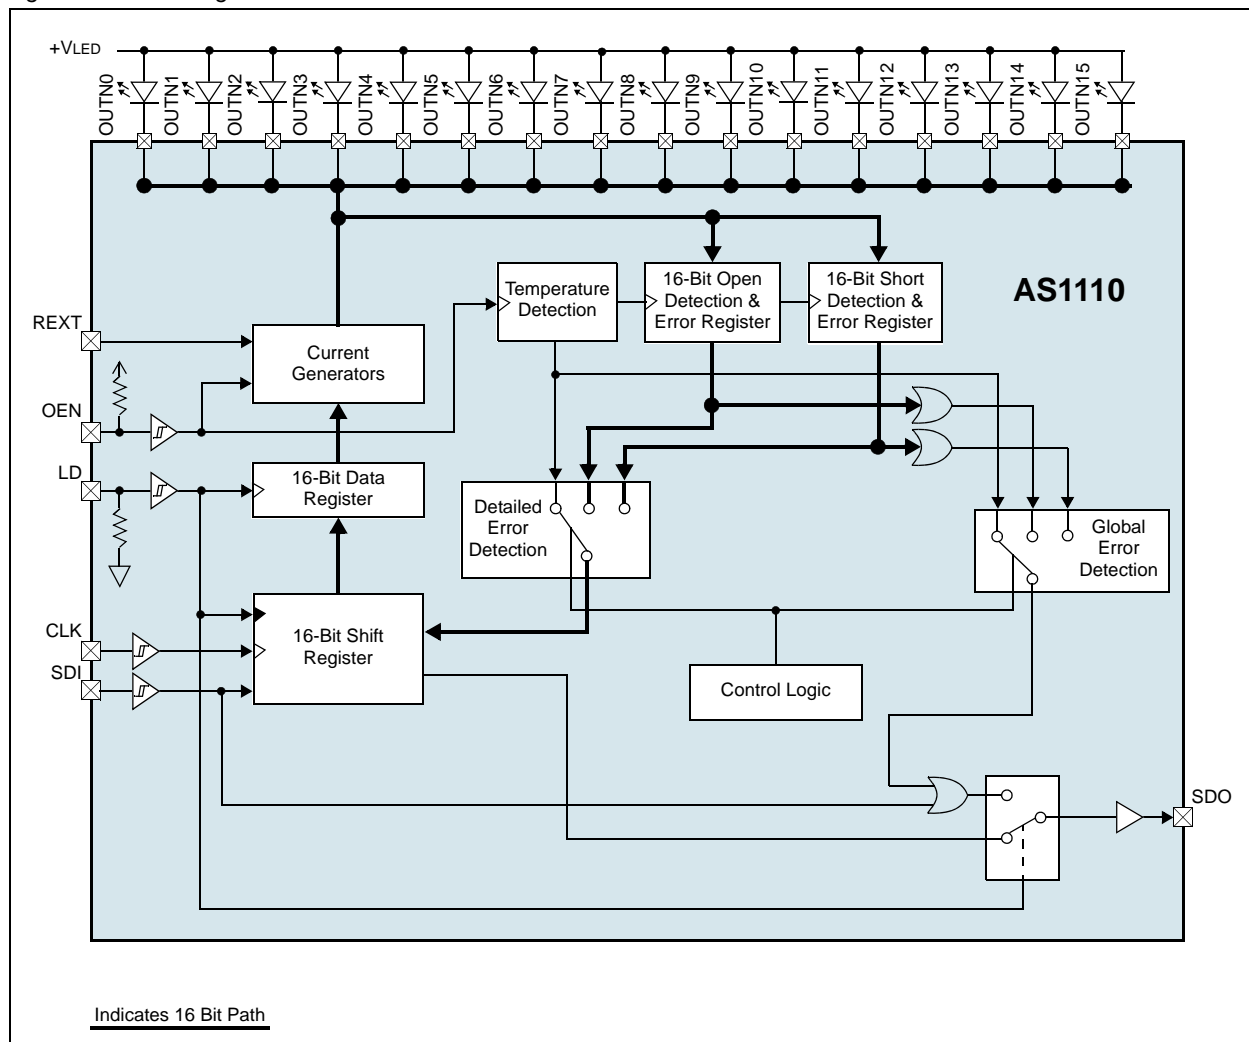 +VLED
OUTN0
OUTN1
OUTN2
OUTN3
OUTN4
OUTN5
OUTN6
OUTN7
OUTN8
OUTN9
OUTN10
OUTN11
OUTN12
OUTN13
OUTN14
OUTN15
AS1110
Temperature
Detection
16-Bit Open
Detection &
Error Register
16-Bit Short
Detection &
Error Register
REXT
Current
Generators
OEN
LD
16-Bit Data
Register
Detailed
Error
Detection
Global
Error
Detection
CLK
SDI
16-Bit Shift
Register
Control Logic
SDO
Indicates 16 Bit Path